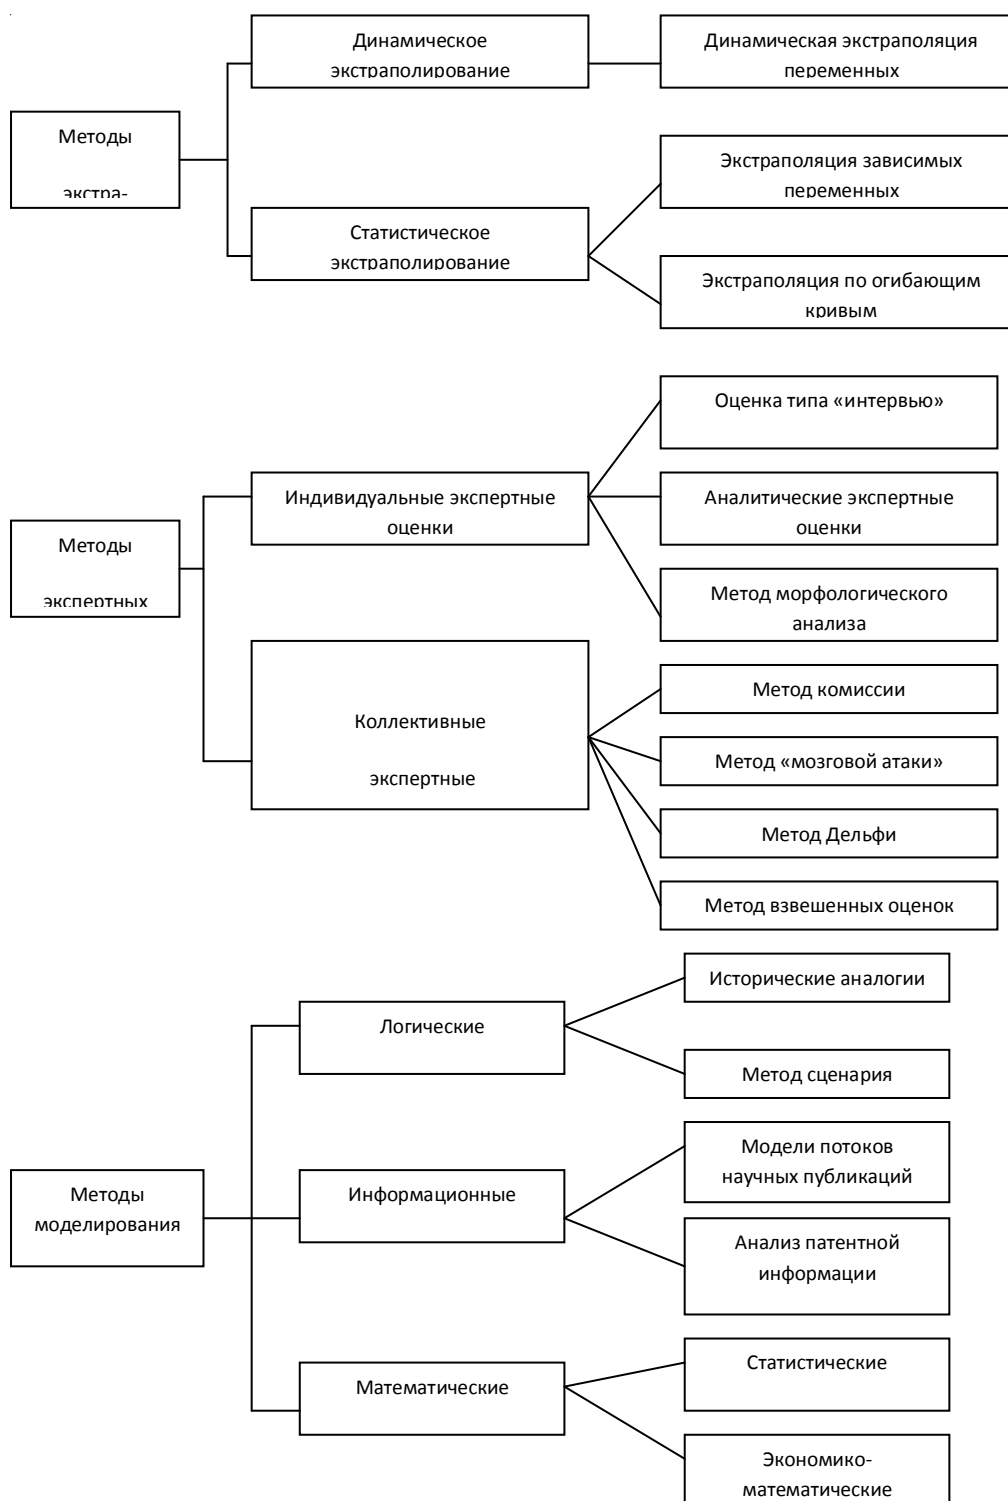 Динамическое
экстраполирование
Динамическая экстраполяция
переменных
Методы
экстра-
Экстраполяция зависимых
переменных
Статистическое
экстраполирование
Экстраполяция по огибающим
кривым
Оценка типа «интервью»
Индивидуальные экспертные
оценки
Аналитические экспертные
оценки
Методы
экспертных
Метод морфологического
анализа
Коллективные
экспертные
Метод комиссии
Метод «мозговой атаки»
Метод Дельфи
Метод взвешенных оценок
Исторические аналогии
Логические
Метод сценария
Модели потоков
научных публикаций
Методы
моделирования
Информационные
Анализ патентной
информации
Статистические
Математические
Экономико-
математические